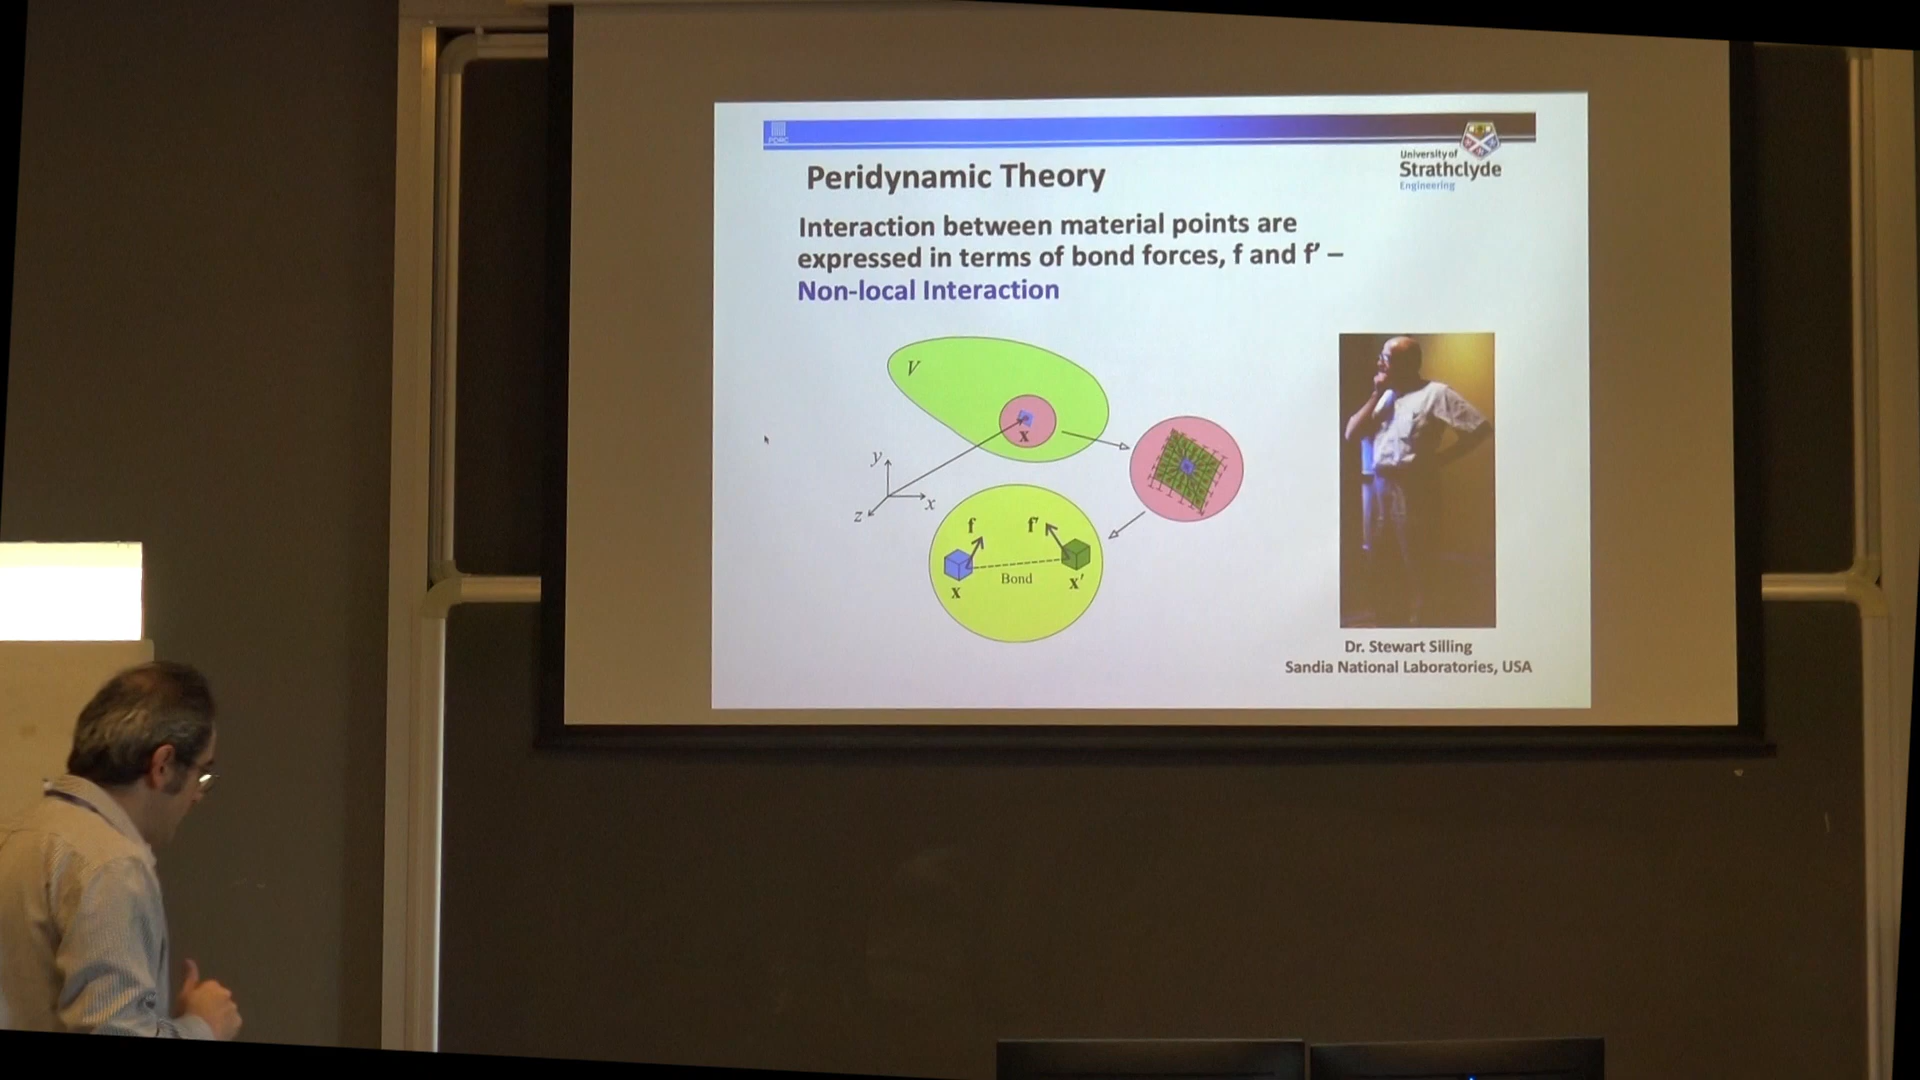 PDRC
University of
Strathclyde
Engineering
Peridynamic Theory
Interaction between material points are
expressed in terms of bond forces, f and f' –
Non-local Interaction
V
x
y
x
z
f
f'
Bond
x
x'
Dr. Stewart Silling
Sandia National Laboratories, USA